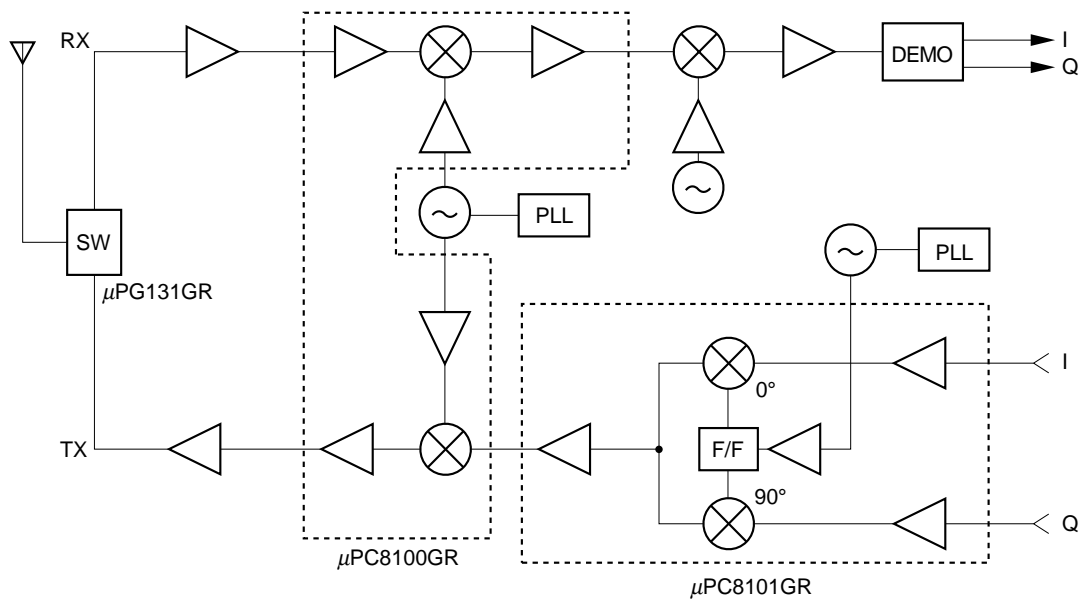 RX
I
DEMO
Q
PLL
SW
PLL
µPG131GR
I
0°
TX
F/F
90°
Q
µPC8100GR
µPC8101GR